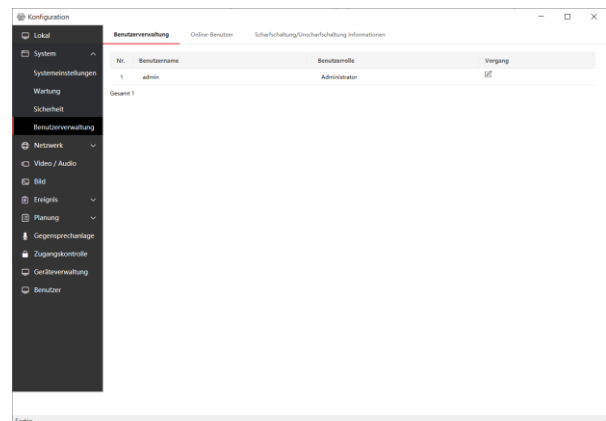 Konfiguration
Lokal
System
Systemeinstellungen
Wartung
Sicherheit
Benutzerverwaltung
Netzwerk
Video / Audio
Bild
Ereignis
Planung
Gegensprechanlage
Zugangskontrolle
Geräteverwaltung
Benutzer
Benutzerverwaltung Online-Benutzer Scharfschaltung/Unscharfschaltung Informationen
Nr. Benutzername Benutzerrolle Vorgang
1 admin Administrator
Gesamt 1